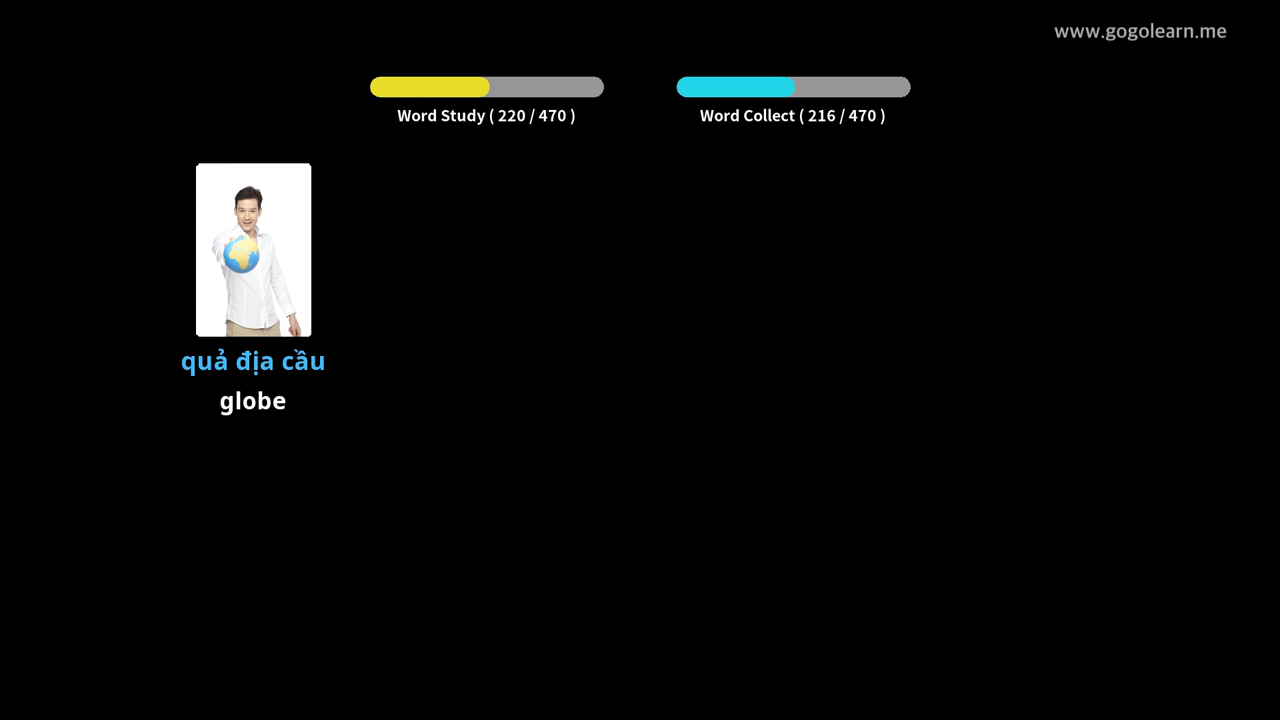 www.gogolearn.me
Word Study ( 220 / 470 )
Word Collect ( 216 / 470 )
quả địa cầu
globe